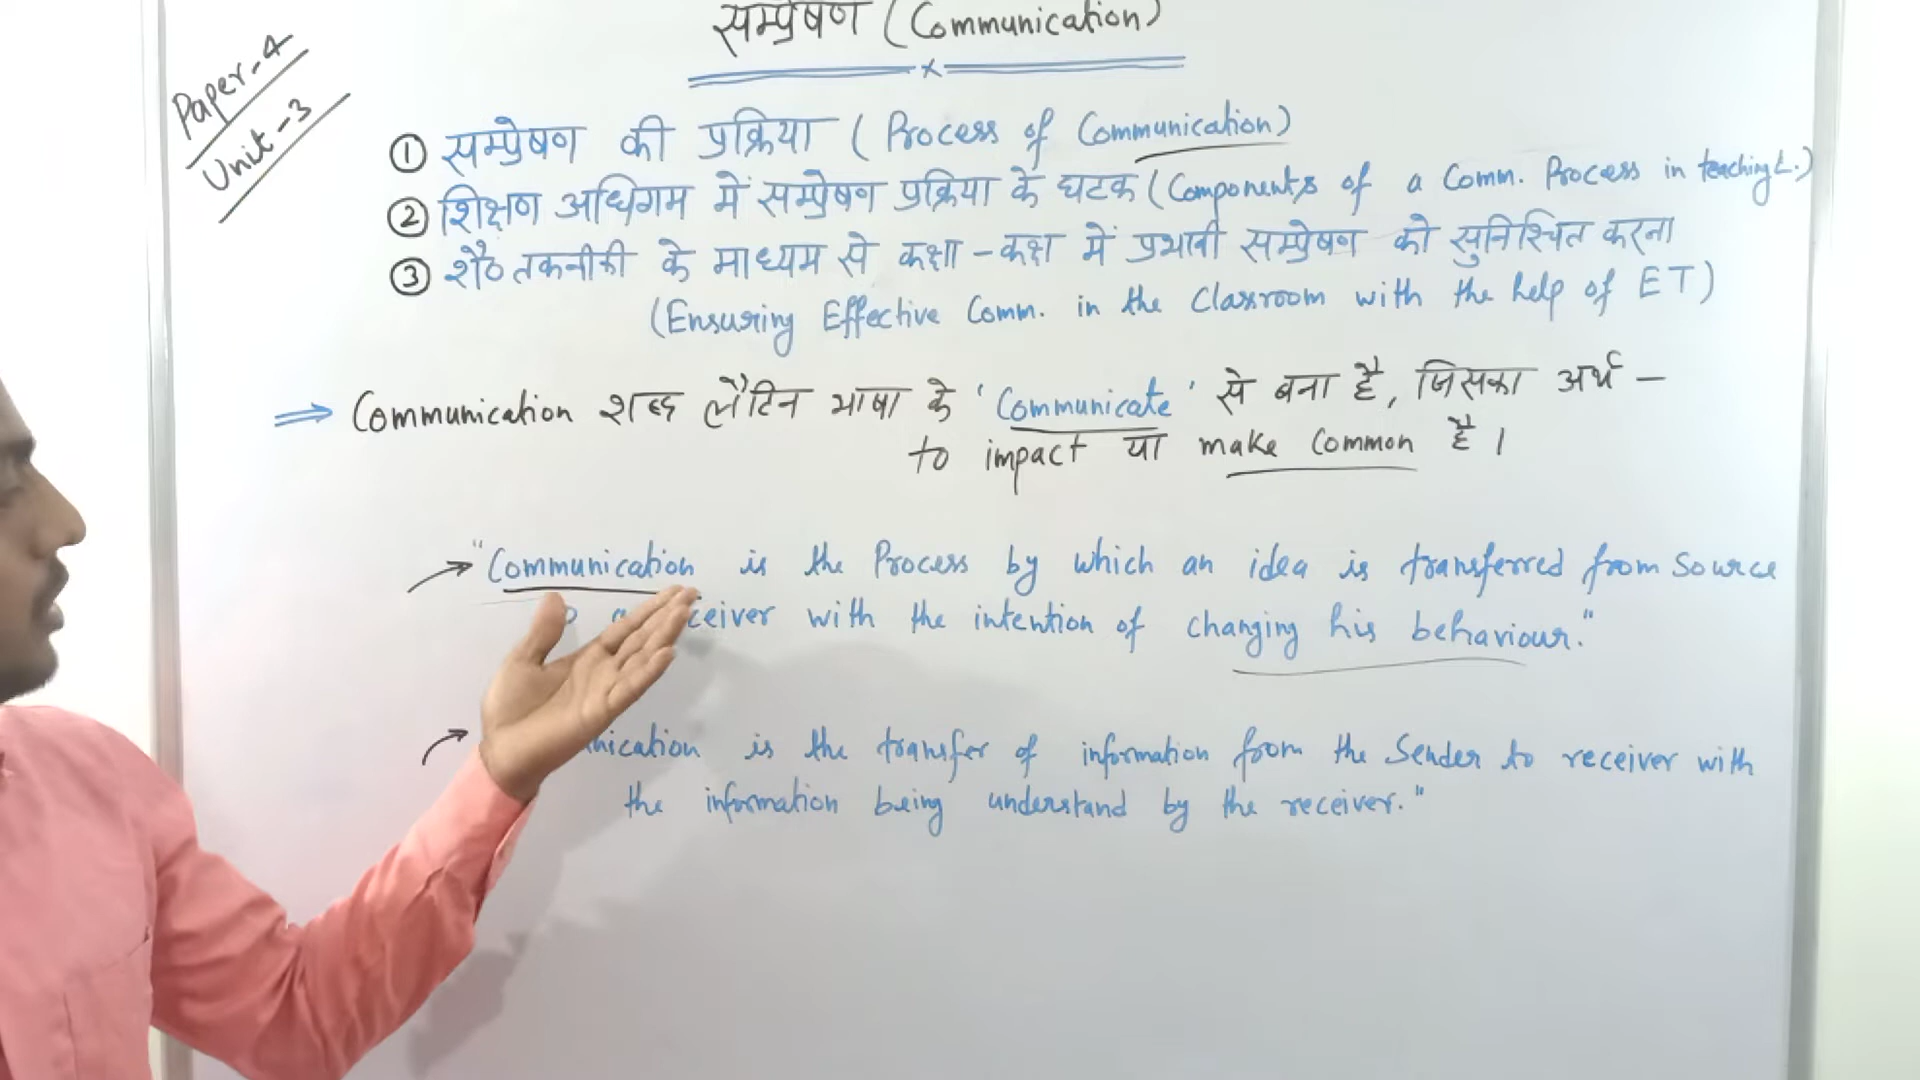 सम्प्रेषण (Communication)
Paper-4
Unit-3
① सम्प्रेषण की प्रक्रिया ( Process of Communication)
② शिक्षण अधिगम में सम्प्रेषण प्रक्रिया के घटक (Components of a Comm. Process in teaching L.)
③ शै० तकनीकी के माध्यम से कक्षा-कक्ष में प्रभावी सम्प्रेषण को सुनिश्चित करना
(Ensuring Effective Comm. in the Classroom with the help of ET)
⇒ Communication शब्द लैटिन भाषा के 'Communicate' से बना है, जिसका अर्थ -
to impact या make Common है।
→ "Communication is the Process by which an idea is transferred from Source
ceiver with the intention of changing his behaviour."
→ nication is the transfer of information from the Sender to receiver with
the information being understand by the receiver."